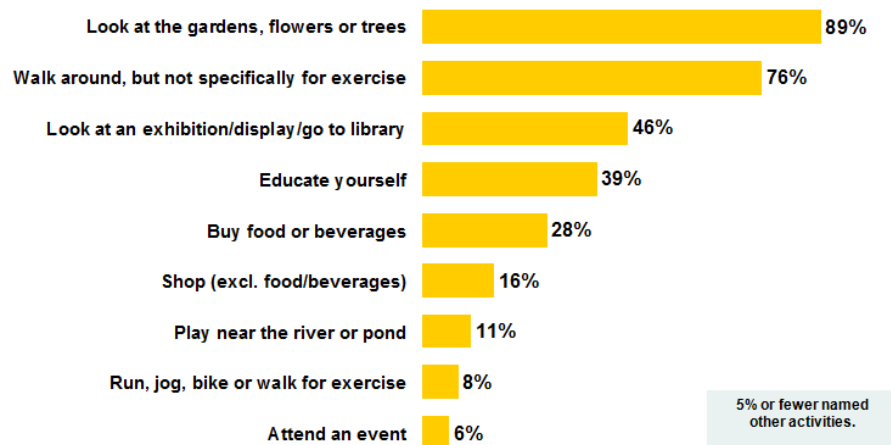 Look at the gardens, flowers or trees 89%
Walk around, but not specifically for exercise 76%
Look at an exhibition/display/go to library 46%
Educate yourself 39%
Buy food or beverages 28%
Shop (excl. food/beverages) 16%
Play near the river or pond 11%
Run, jog, bike or walk for exercise 8%
Attend an event 6%
5% or fewer named
other activities.